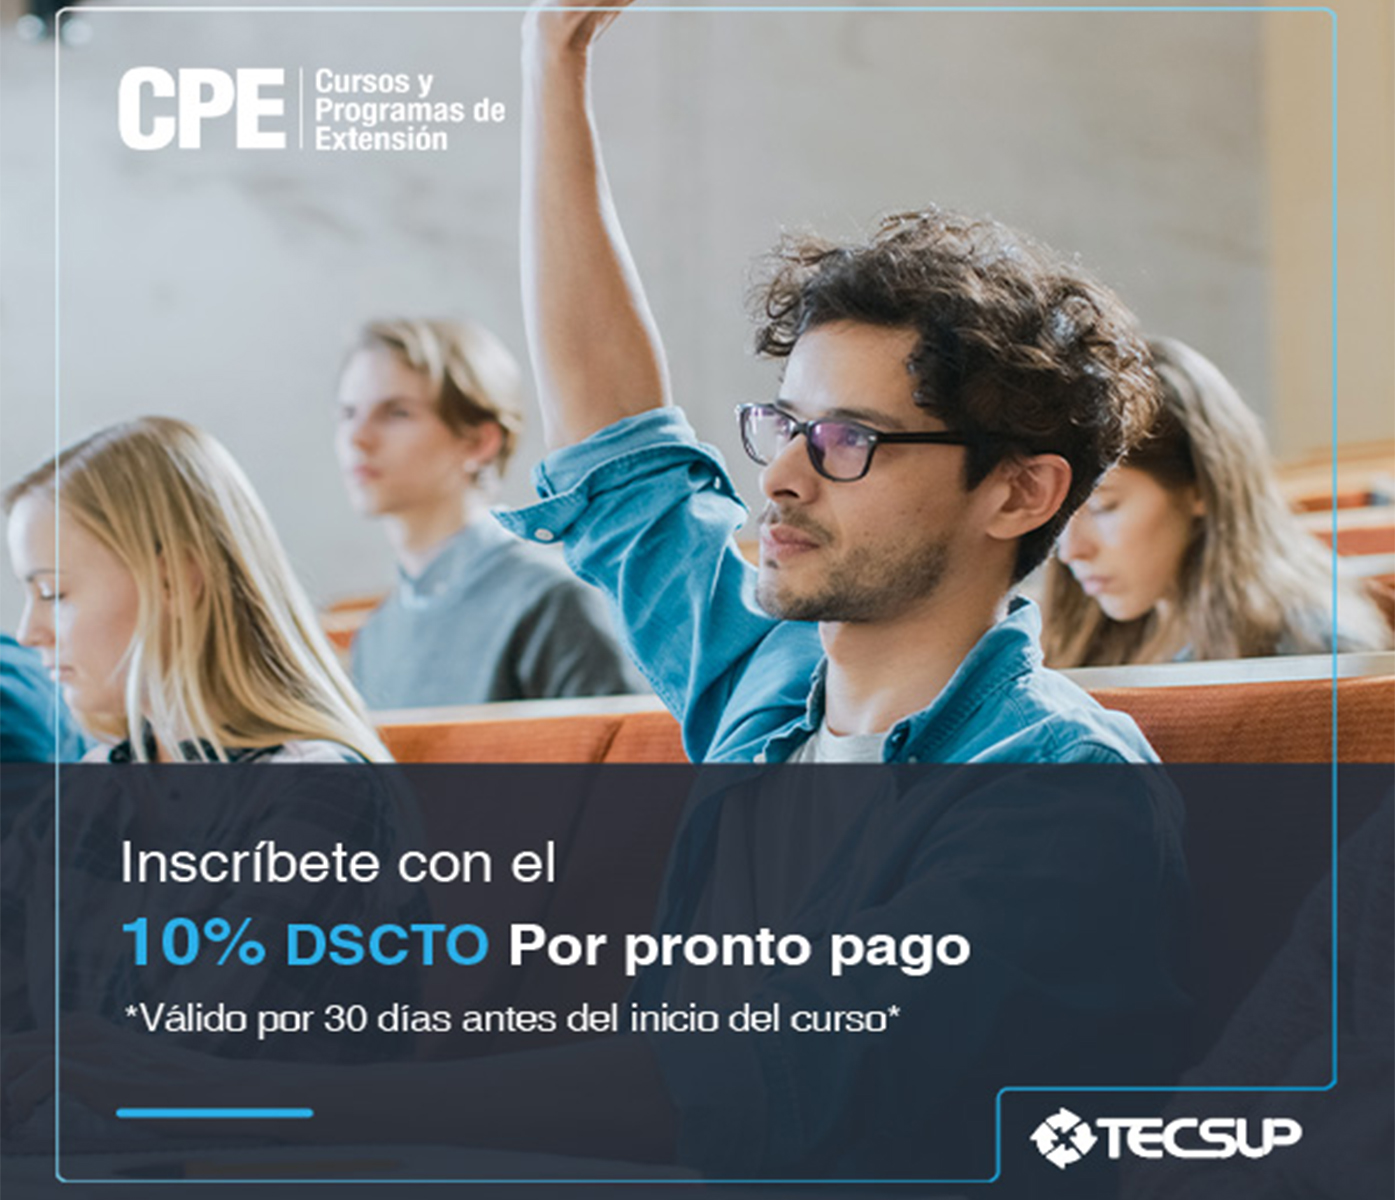 CPE
Cursos y
Programas de
Extensión
Inscríbete con el
10% DSCTO Por pronto pago
*Válido por 30 días antes del inicio del curso*
TECSUP